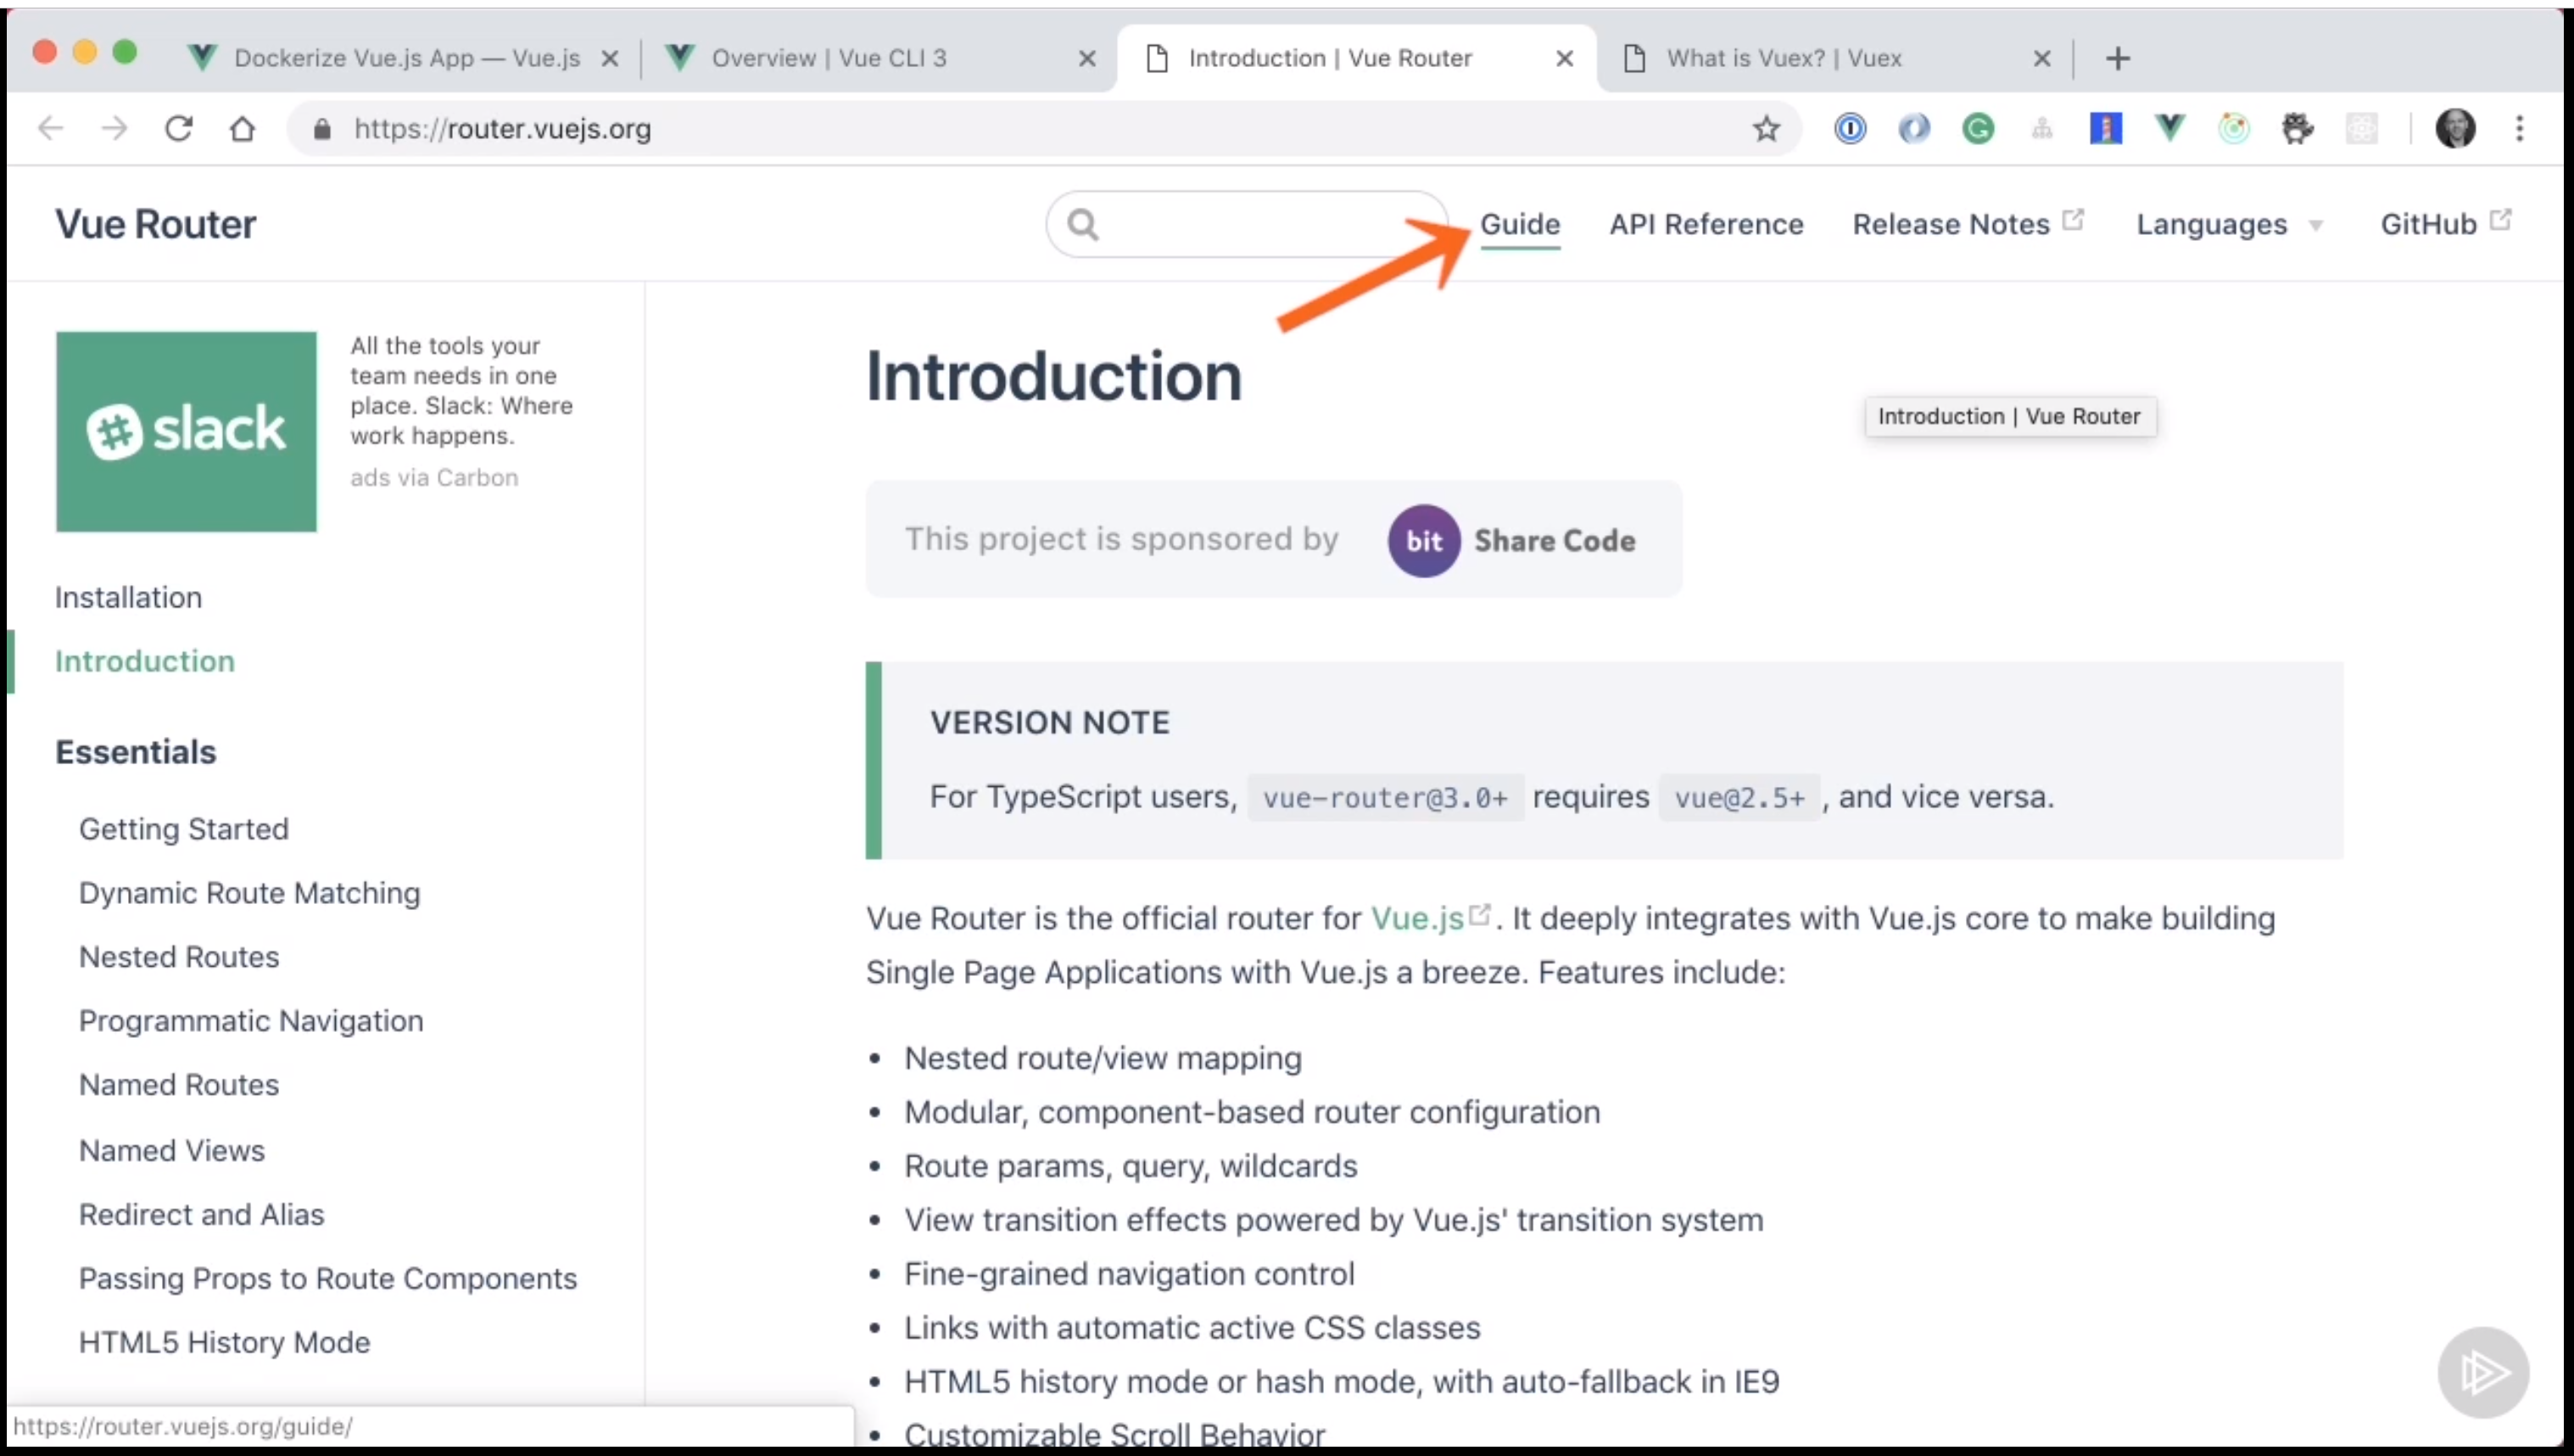 Dockerize Vue.js App — Vue.js
Overview | Vue CLI 3
Introduction | Vue Router
What is Vuex? | Vuex
https://router.vuejs.org
Vue Router
Guide
API Reference
Release Notes
Languages
GitHub
slack
All the tools your
team needs in one
place. Slack: Where
work happens.
ads via Carbon
Installation
Introduction
Essentials
Getting Started
Dynamic Route Matching
Nested Routes
Programmatic Navigation
Named Routes
Named Views
Redirect and Alias
Passing Props to Route Components
HTML5 History Mode
https://router.vuejs.org/guide/
Introduction
Introduction | Vue Router
This project is sponsored by
bit Share Code
VERSION NOTE
For TypeScript users, vue-router@3.0+ requires vue@2.5+ , and vice versa.
Vue Router is the official router for Vue.js. It deeply integrates with Vue.js core to make building
Single Page Applications with Vue.js a breeze. Features include:
• Nested route/view mapping
• Modular, component-based router configuration
• Route params, query, wildcards
• View transition effects powered by Vue.js' transition system
• Fine-grained navigation control
• Links with automatic active CSS classes
• HTML5 history mode or hash mode, with auto-fallback in IE9
• Customizable Scroll Behavior